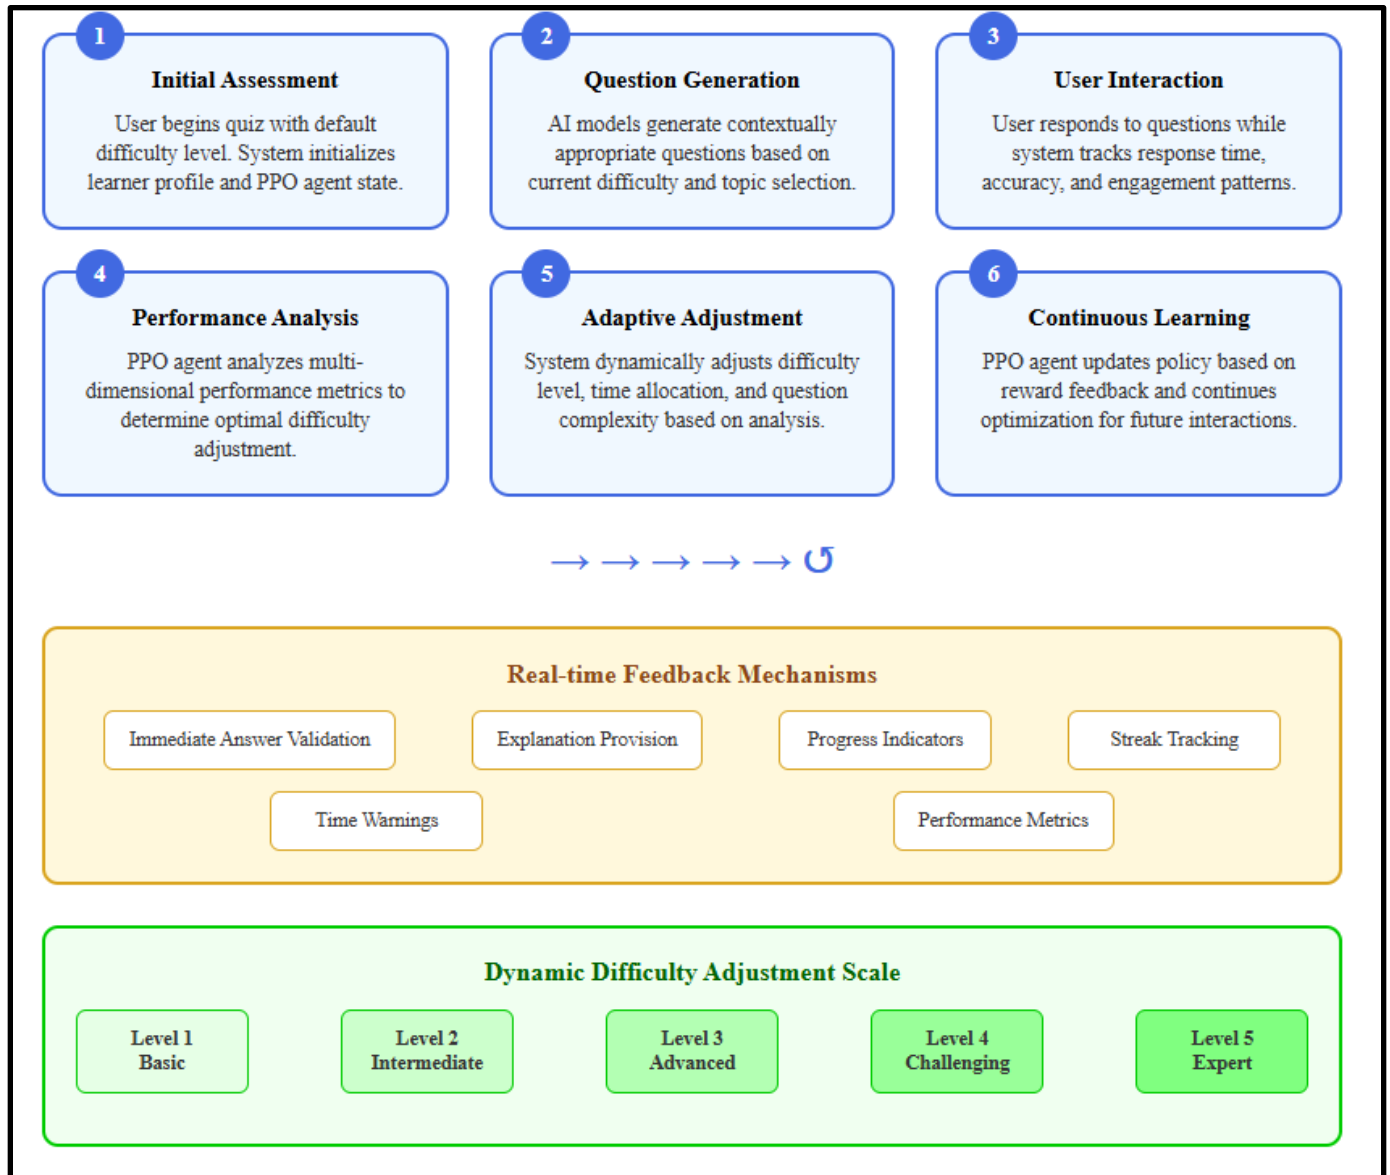 1
Initial Assessment
User begins quiz with default
difficulty level. System initializes
learner profile and PPO agent state.
2
Question Generation
AI models generate contextually
appropriate questions based on
current difficulty and topic selection.
3
User Interaction
User responds to questions while
system tracks response time,
accuracy, and engagement patterns.
4
Performance Analysis
PPO agent analyzes multi-
dimensional performance metrics to
determine optimal difficulty
adjustment.
5
Adaptive Adjustment
System dynamically adjusts difficulty
level, time allocation, and question
complexity based on analysis.
6
Continuous Learning
PPO agent updates policy based on
reward feedback and continues
optimization for future interactions.
→ → → → → ↺
Real-time Feedback Mechanisms
Immediate Answer Validation
Explanation Provision
Progress Indicators
Streak Tracking
Time Warnings
Performance Metrics
Dynamic Difficulty Adjustment Scale
Level 1
Basic
Level 2
Intermediate
Level 3
Advanced
Level 4
Challenging
Level 5
Expert